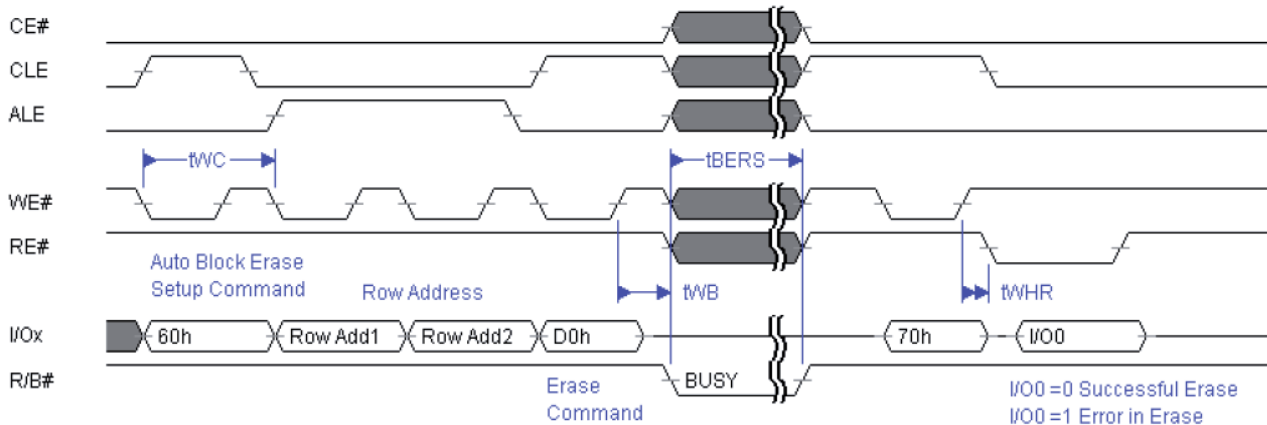 CE#
CLE
ALE
tWC
tBERS
WE#
RE#
Auto Block Erase
Setup Command
Row Address
tWB
tWHR
I/Ox
60h
Row Add1
Row Add2
D0h
70h
I/O0
R/B#
BUSY
Erase
Command
I/O0 =0 Successful Erase
I/O0 =1 Error in Erase